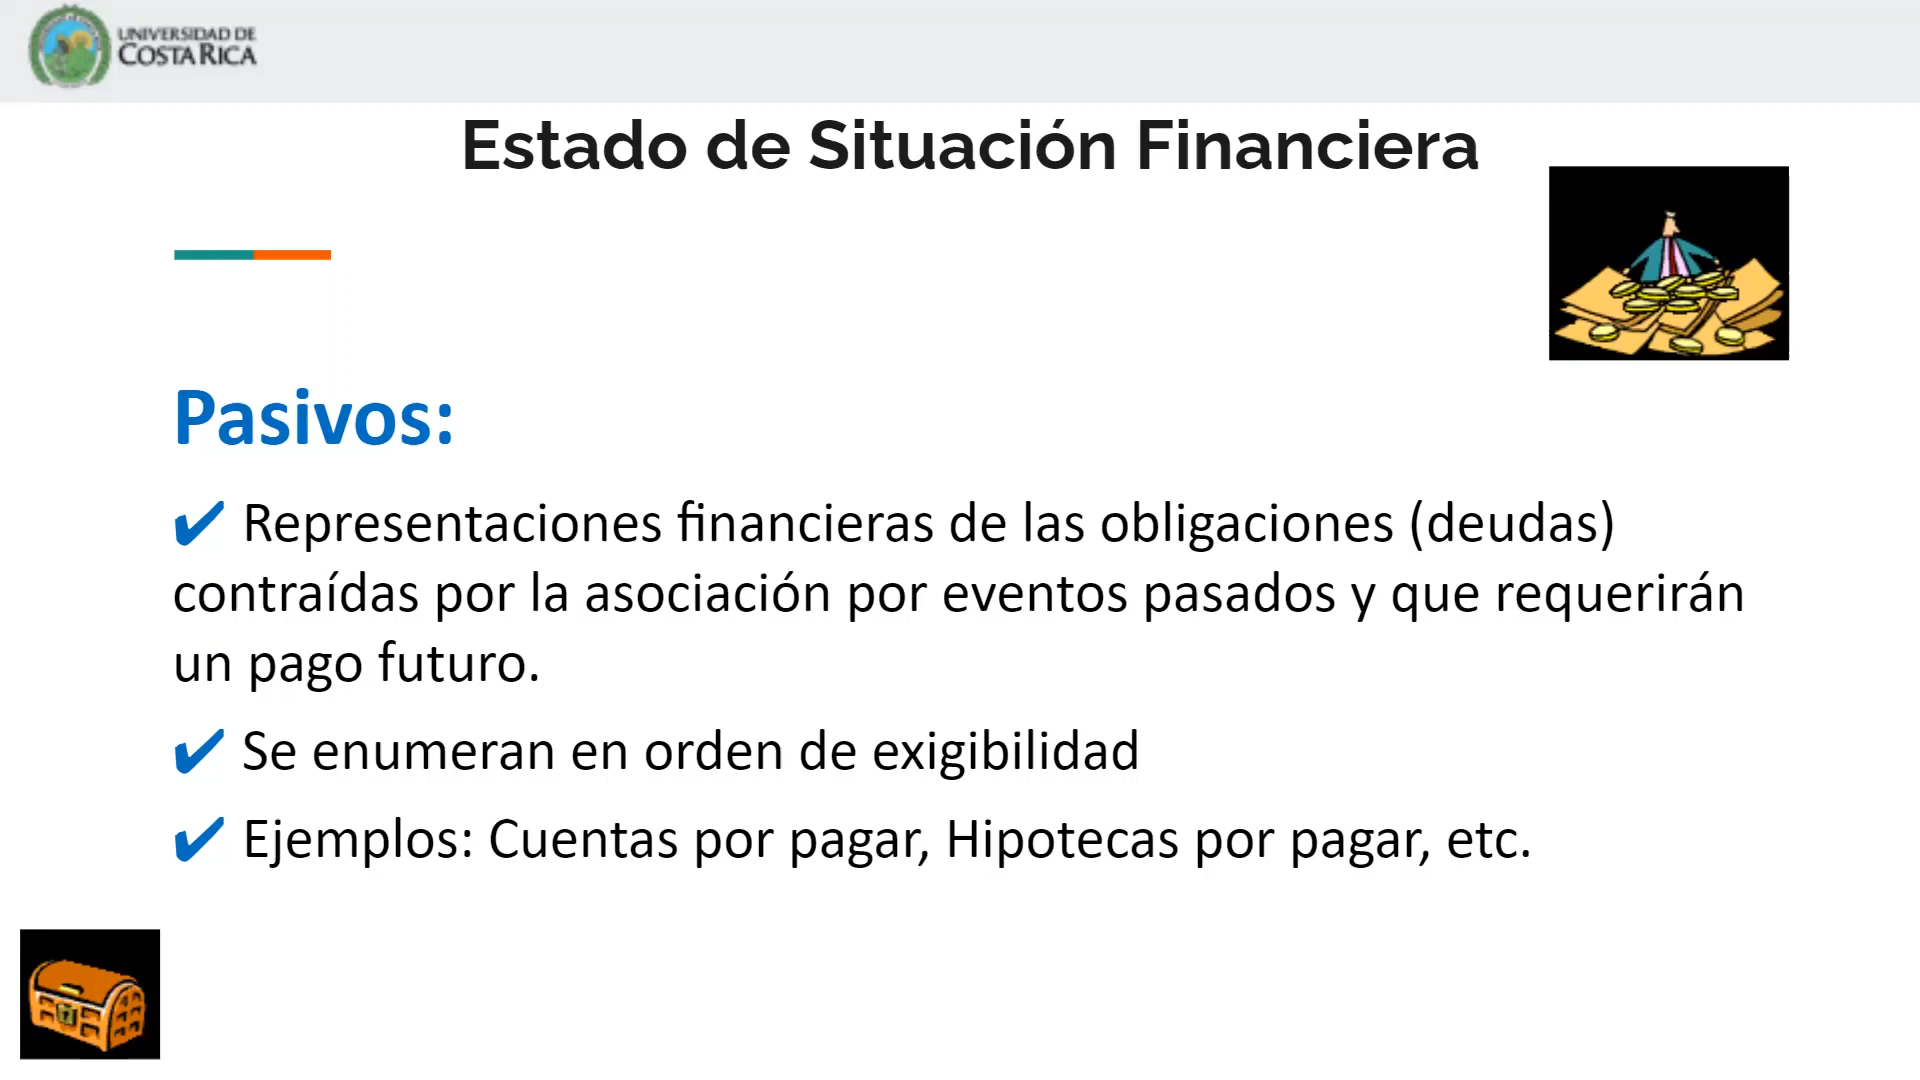 UNIVERSIDAD DE
COSTA RICA
Estado de Situación Financiera
Pasivos:
✔ Representaciones financieras de las obligaciones (deudas)
contraídas por la asociación por eventos pasados y que requerirán
un pago futuro.
✔ Se enumeran en orden de exigibilidad
✔ Ejemplos: Cuentas por pagar, Hipotecas por pagar, etc.